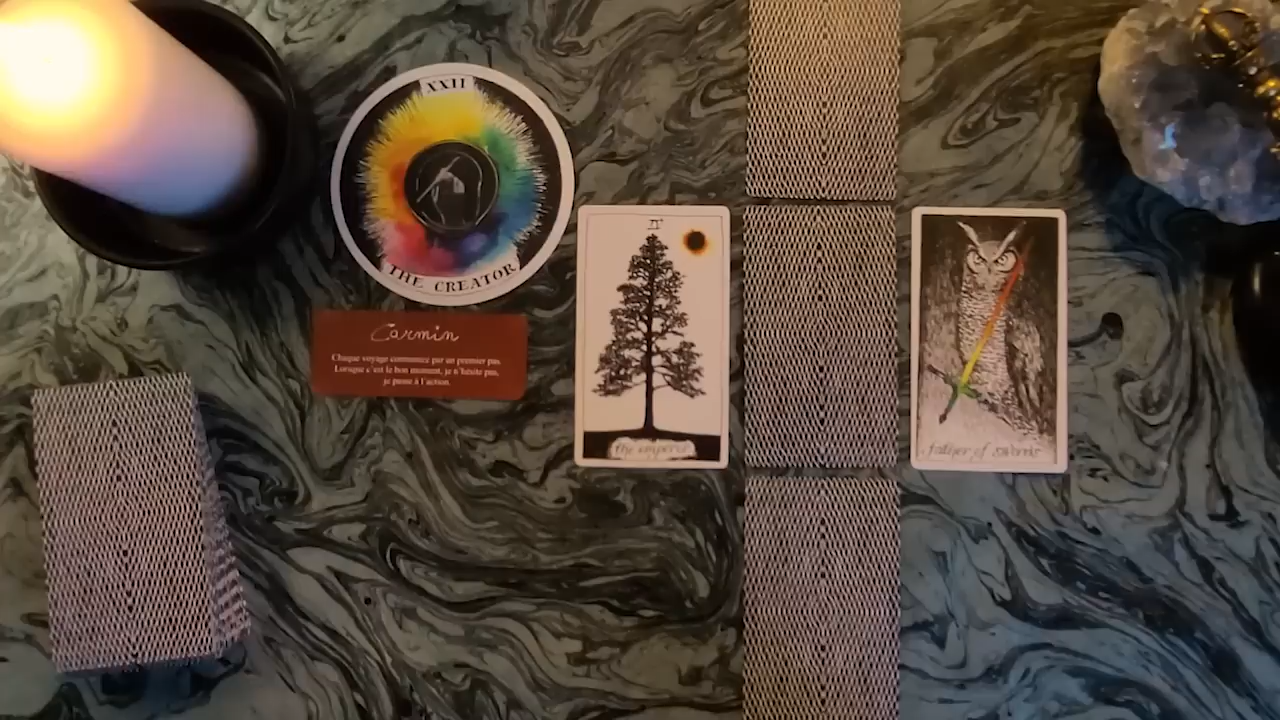 XXII
THE CREATOR
Carmin
Chaque voyage commence par un premier pas.
Lorsque c'est le bon moment, je n'hésite pas,
je passe à l'action.
the emperor
father of swords